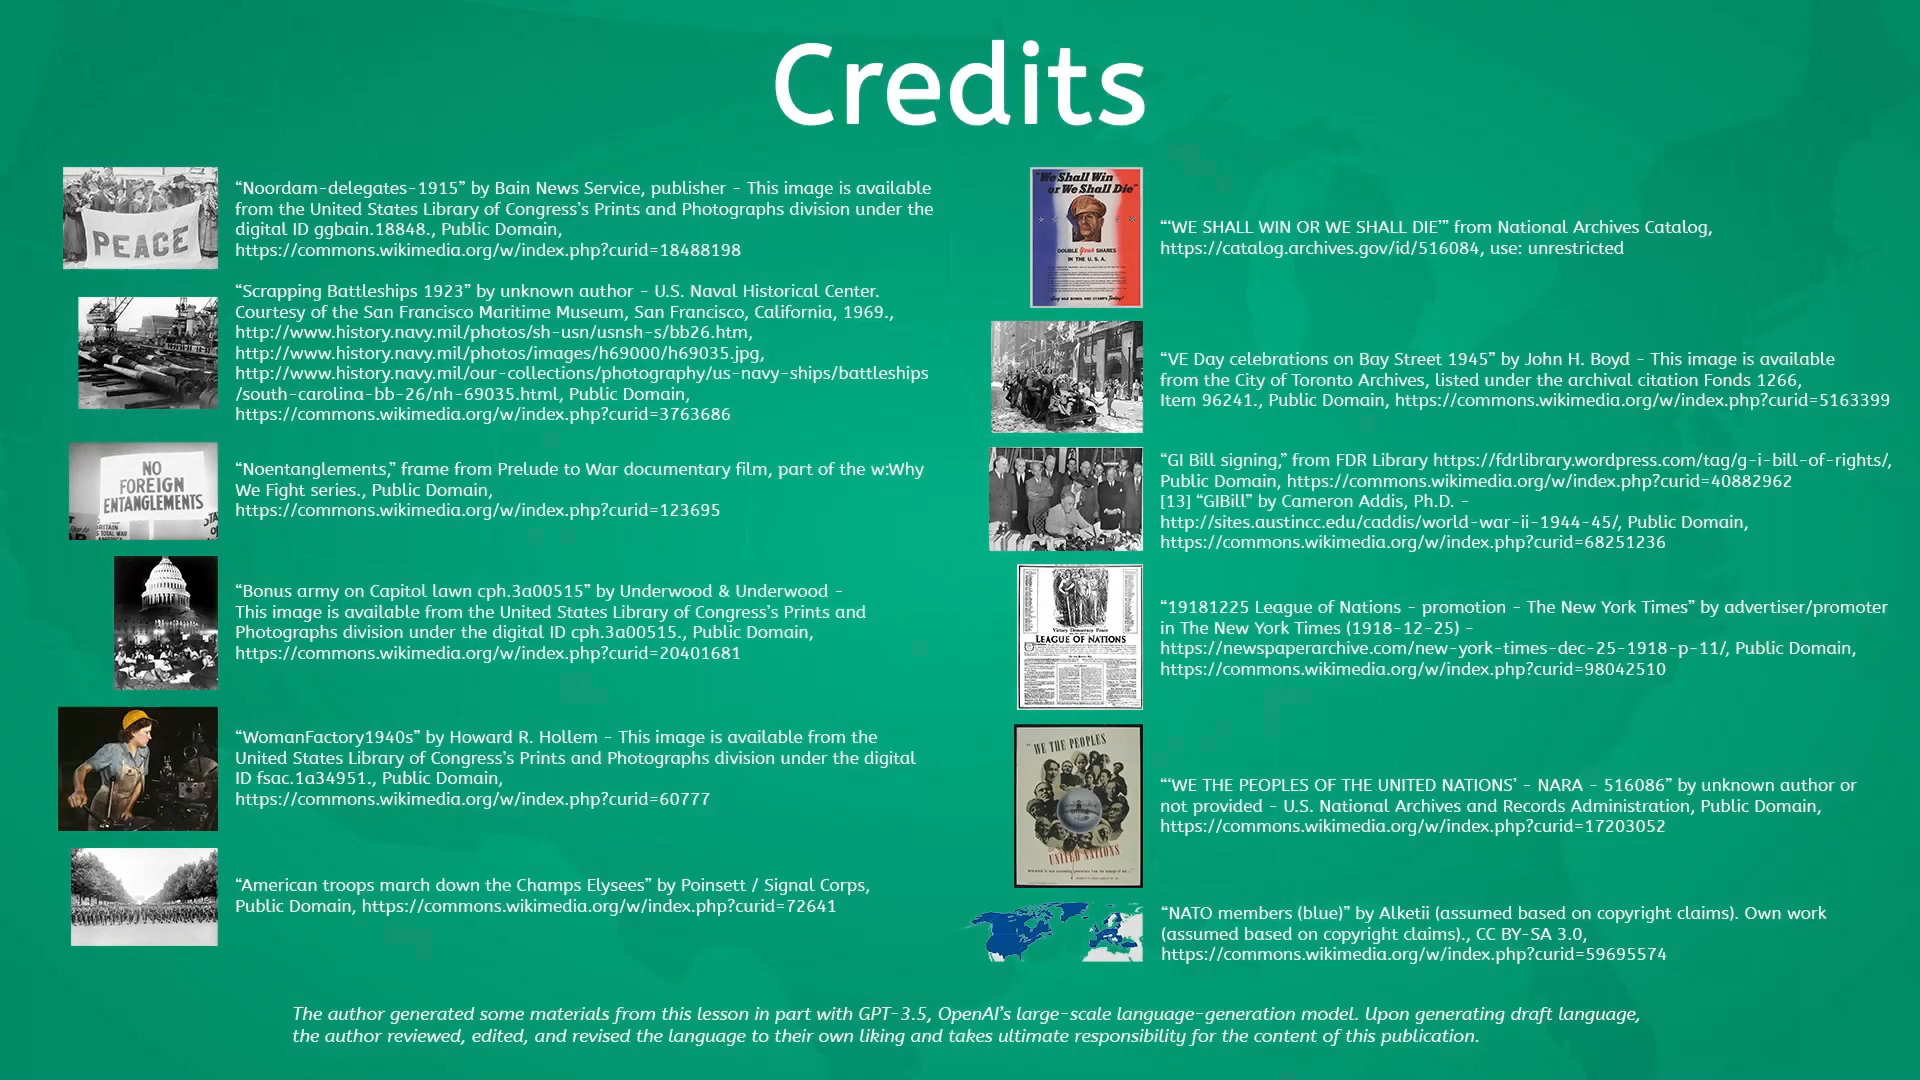 Credits
PEACE
“Noordam-delegates-1915” by Bain News Service, publisher - This image is available
from the United States Library of Congress’s Prints and Photographs division under the
digital ID ggbain.18848., Public Domain,
https://commons.wikimedia.org/w/index.php?curid=18488198
“Scrapping Battleships 1923” by unknown author - U.S. Naval Historical Center.
Courtesy of the San Francisco Maritime Museum, San Francisco, California, 1969.,
http://www.history.navy.mil/photos/sh-usn/usnsh-s/bb26.htm,
http://www.history.navy.mil/photos/images/h69000/h69035.jpg,
http://www.history.navy.mil/our-collections/photography/us-navy-ships/battleships
/south-carolina-bb-26/nh-69035.html, Public Domain,
https://commons.wikimedia.org/w/index.php?curid=3763686
NO
FOREIGN
ENTANGLEMENTS
“Noentanglements,” frame from Prelude to War documentary film, part of the w:Why
We Fight series., Public Domain,
https://commons.wikimedia.org/w/index.php?curid=123695
“Bonus army on Capitol lawn cph.3a00515” by Underwood & Underwood -
This image is available from the United States Library of Congress’s Prints and
Photographs division under the digital ID cph.3a00515., Public Domain,
https://commons.wikimedia.org/w/index.php?curid=20401681
“WomanFactory1940s” by Howard R. Hollem - This image is available from the
United States Library of Congress’s Prints and Photographs division under the digital
ID fsac.1a34951., Public Domain,
https://commons.wikimedia.org/w/index.php?curid=60777
“American troops march down the Champs Elysees” by Poinsett / Signal Corps,
Public Domain, https://commons.wikimedia.org/w/index.php?curid=72641
"We Shall Win
or We Shall Die"
DOUBLE Your SHARES
IN THE U. S. A.
Buy WAR BONDS AND STAMPS Today!
“‘WE SHALL WIN OR WE SHALL DIE’” from National Archives Catalog,
https://catalog.archives.gov/id/516084, use: unrestricted
“VE Day celebrations on Bay Street 1945” by John H. Boyd - This image is available
from the City of Toronto Archives, listed under the archival citation Fonds 1266,
Item 96241., Public Domain, https://commons.wikimedia.org/w/index.php?curid=5163399
“GI Bill signing,” from FDR Library https://fdrlibrary.wordpress.com/tag/g-i-bill-of-rights/,
Public Domain, https://commons.wikimedia.org/w/index.php?curid=40882962
[13] “GIBill” by Cameron Addis, Ph.D. -
http://sites.austincc.edu/caddis/world-war-ii-1944-45/, Public Domain,
https://commons.wikimedia.org/w/index.php?curid=68251236
Victory Democracy Peace
LEAGUE OF NATIONS
“19181225 League of Nations - promotion - The New York Times” by advertiser/promoter
in The New York Times (1918-12-25) -
https://newspaperarchive.com/new-york-times-dec-25-1918-p-11/, Public Domain,
https://commons.wikimedia.org/w/index.php?curid=98042510
"WE THE PEOPLES
UNITED NATIONS
“‘WE THE PEOPLES OF THE UNITED NATIONS’ - NARA - 516086” by unknown author or
not provided - U.S. National Archives and Records Administration, Public Domain,
https://commons.wikimedia.org/w/index.php?curid=17203052
“NATO members (blue)” by Alketii (assumed based on copyright claims). Own work
(assumed based on copyright claims)., CC BY-SA 3.0,
https://commons.wikimedia.org/w/index.php?curid=59695574
The author generated some materials from this lesson in part with GPT-3.5, OpenAI’s large-scale language-generation model. Upon generating draft language,
the author reviewed, edited, and revised the language to their own liking and takes ultimate responsibility for the content of this publication.